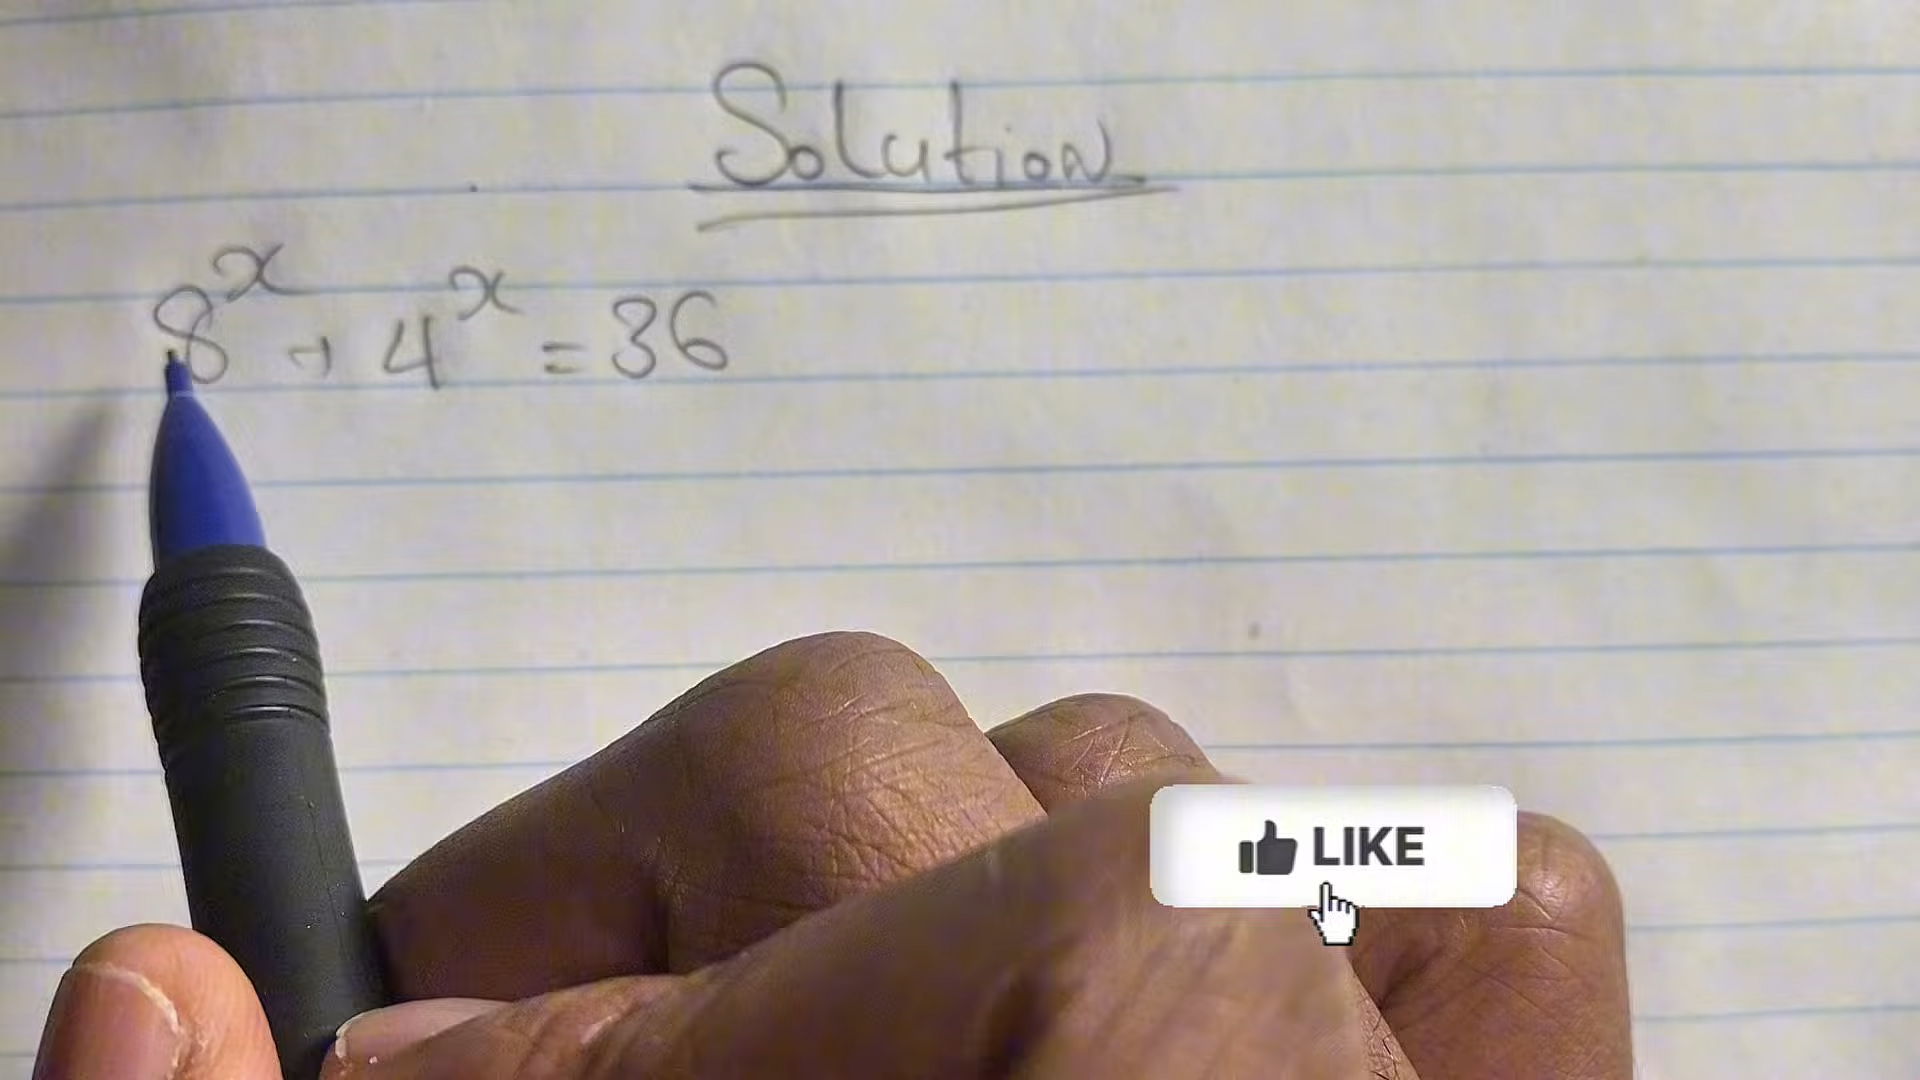 Solution
8^x + 4^x = 36
LIKE